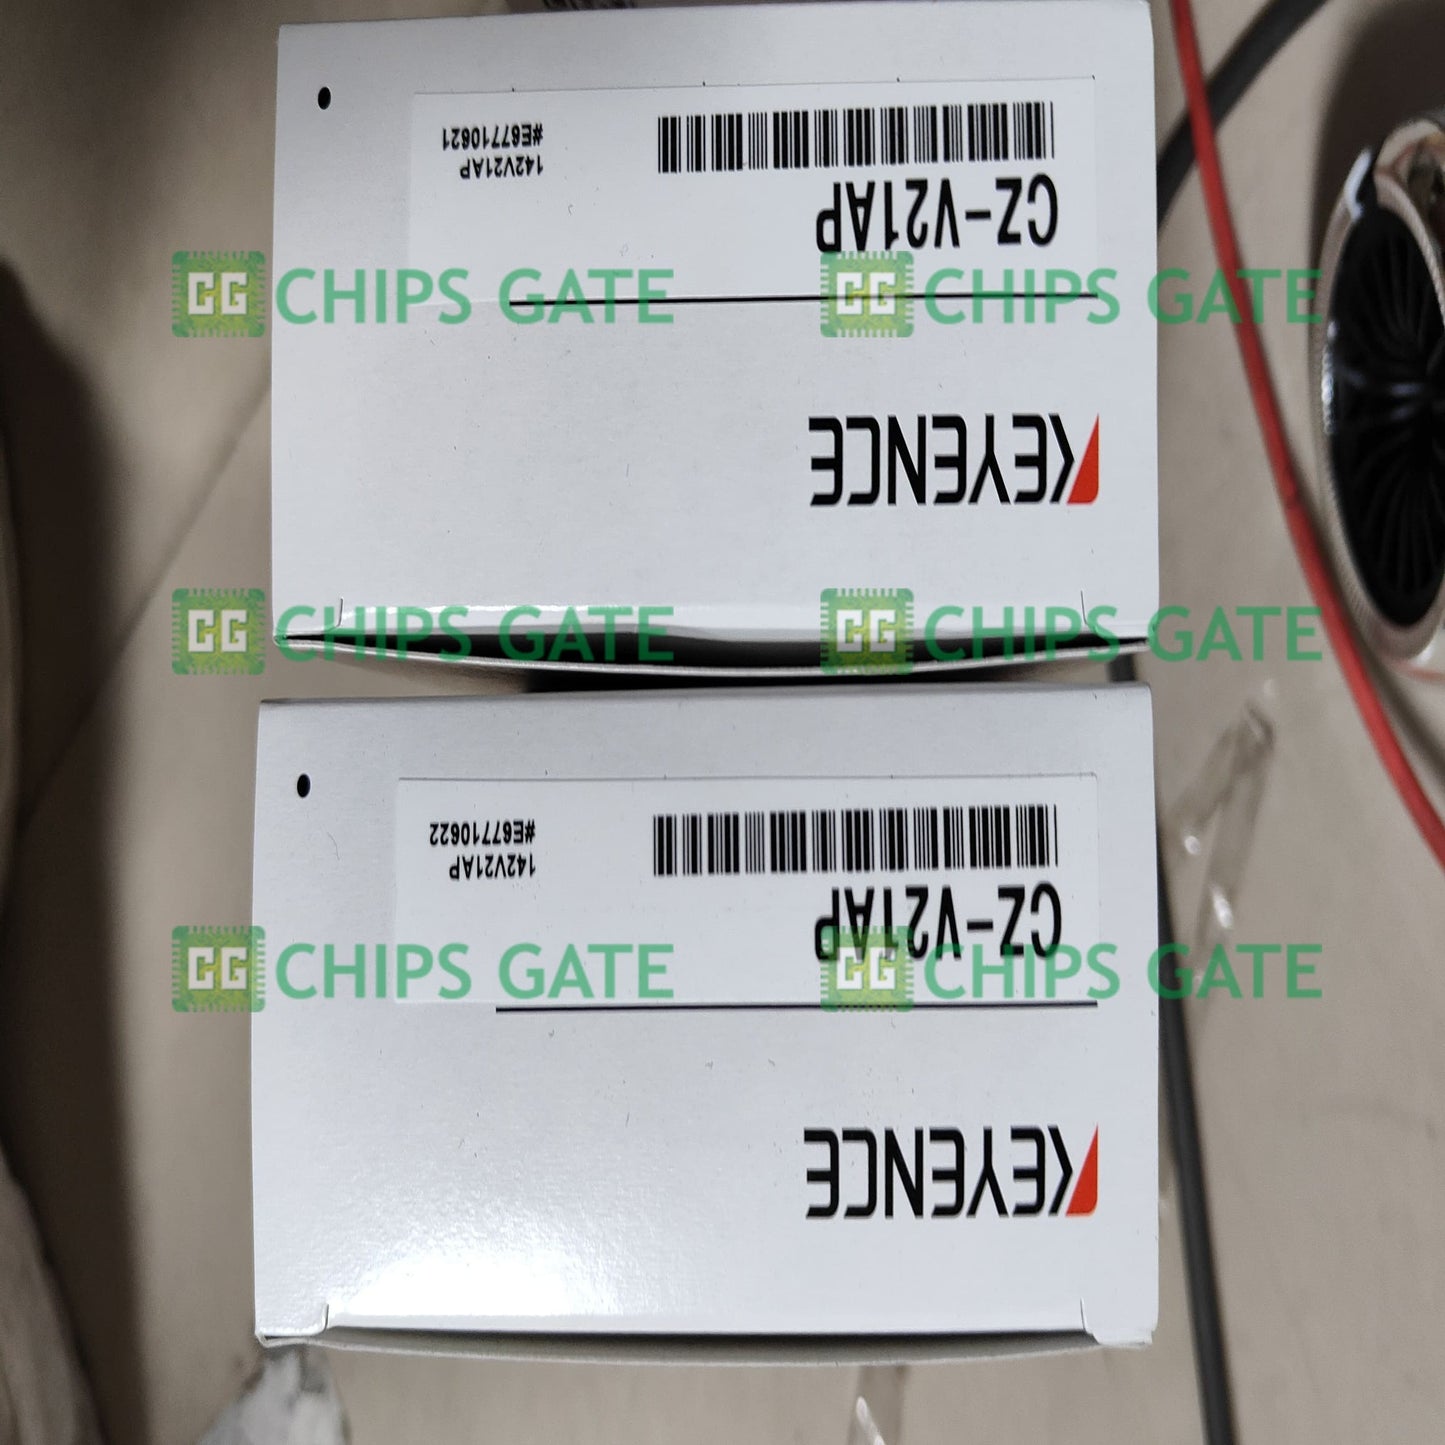 #E67710621
142V21AP
CZ-V21AP
CHIPS GATE
CHIPS GATE
KEYENCE
CHIPS GATE
CHIPS GATE
#E67710622
142V21AP
CZ-V21AP
CHIPS GATE
CHIPS GATE
KEYENCE